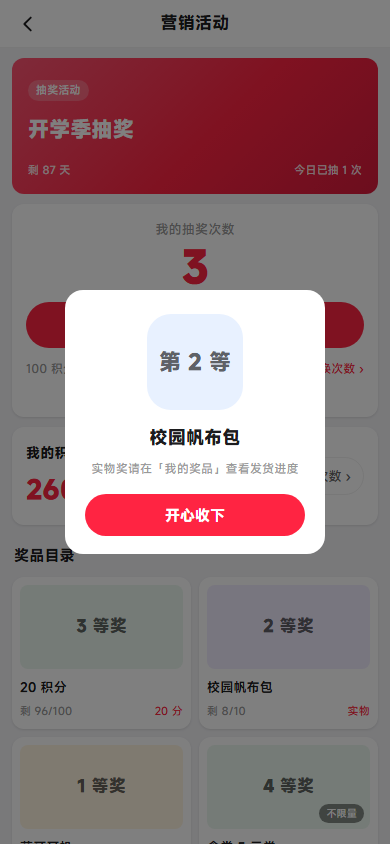 营销活动
抽奖活动
开学季抽奖
剩 87 天
今日已抽 1 次
我的抽奖次数
3
100 积
换次数 ›
第 2 等
校园帆布包
实物奖请在「我的奖品」查看发货进度
开心收下
我的积
260
次数 ›
奖品目录
3 等奖
2 等奖
20 积分
校园帆布包
剩 96/100
20 分
剩 8/10
实物
1 等奖
4 等奖
不限量